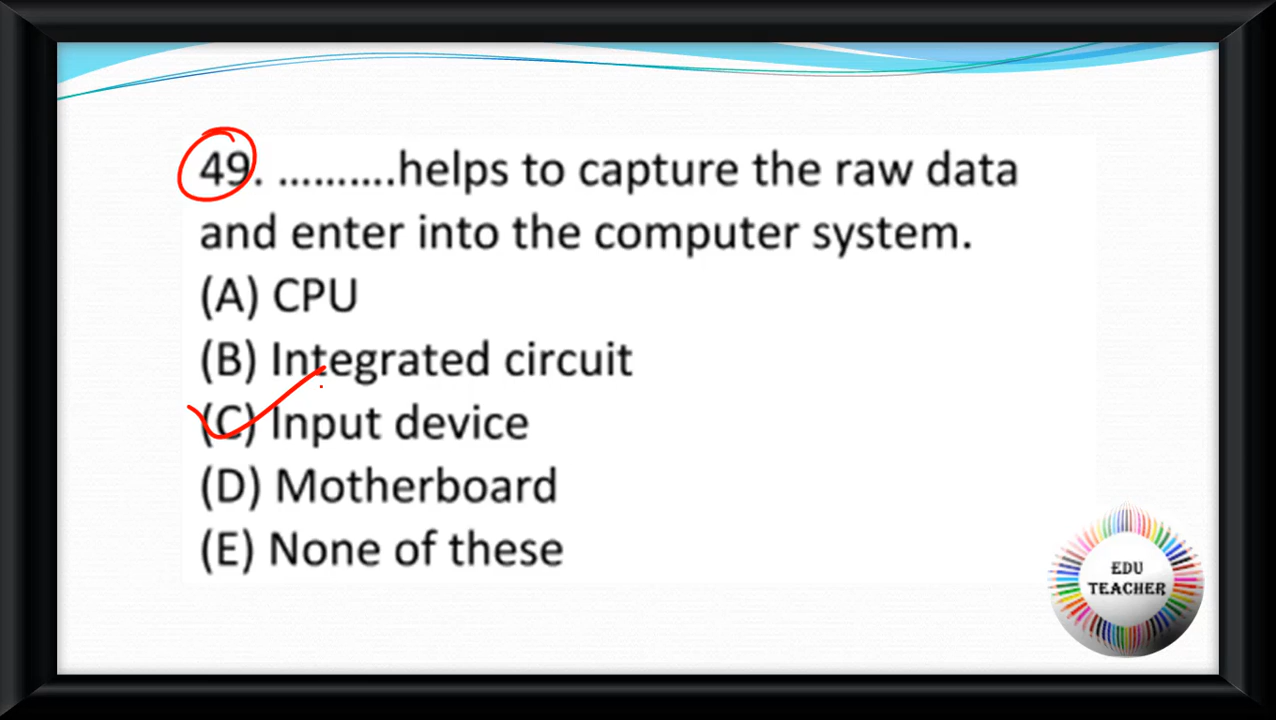 49. ..........helps to capture the raw data
and enter into the computer system.
(A) CPU
(B) Integrated circuit
(C) Input device
(D) Motherboard
(E) None of these
EDU
TEACHER